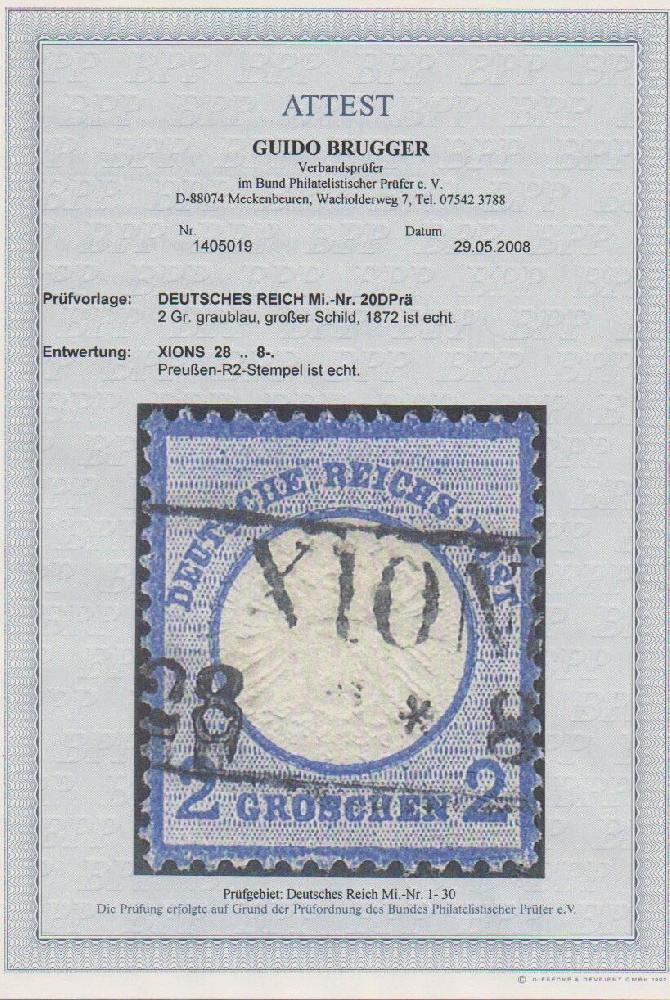 ATTEST
GUIDO BRUGGER
Verbandsprüfer
im Bund Philatelistischer Prüfer e. V.
D-88074 Meckenbeuren, Wacholderweg 7, Tel. 07542 3788
Nr. Datum
1405019 29.05.2008
Prüfvorlage: DEUTSCHES REICH Mi.-Nr. 20DPrä
2 Gr. graublau, großer Schild, 1872 ist echt.
Entwertung: XIONS 28 .. 8-.
Preußen-R2-Stempel ist echt.
DEUTSCHE REICHS-POST
XION
28 * 8
2 GROSCHEN 2
Prüfgebiet: Deutsches Reich Mi.-Nr. 1- 30
Die Prüfung erfolgte auf Grund der Prüfordnung des Bundes Philatelistischer Prüfer e.V.